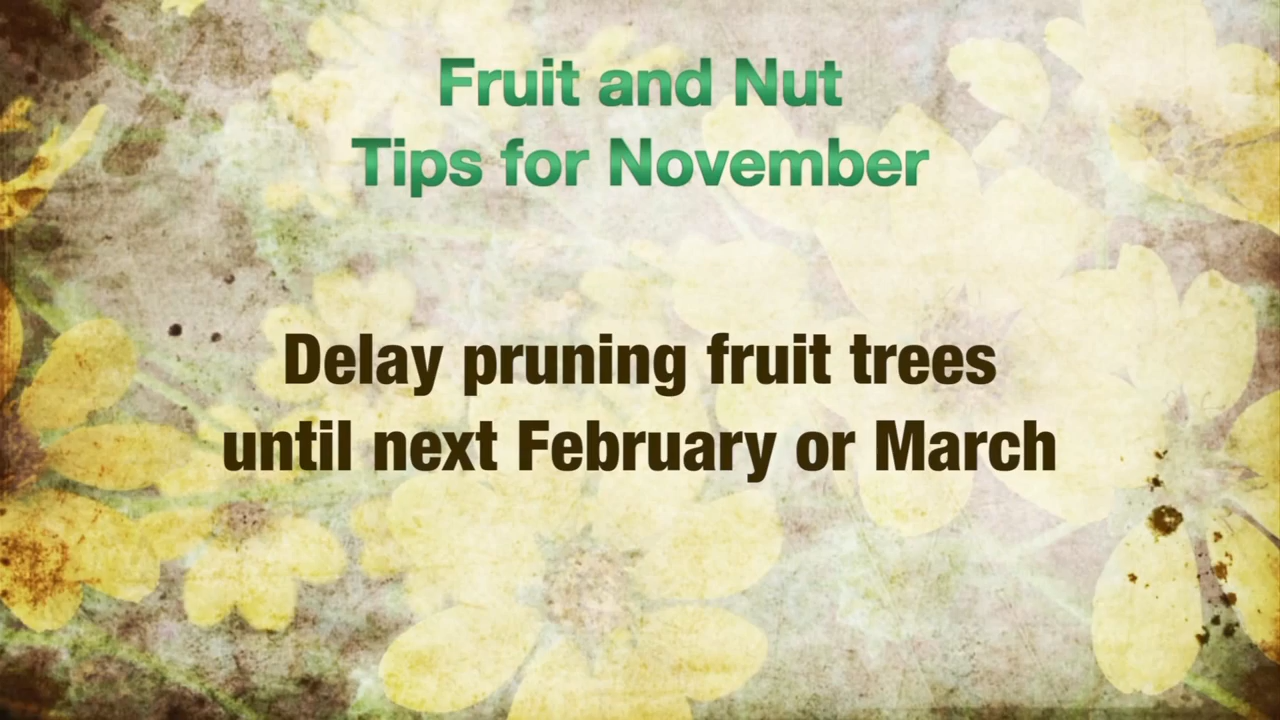 Fruit and Nut
Tips for November
Delay pruning fruit trees
until next February or March